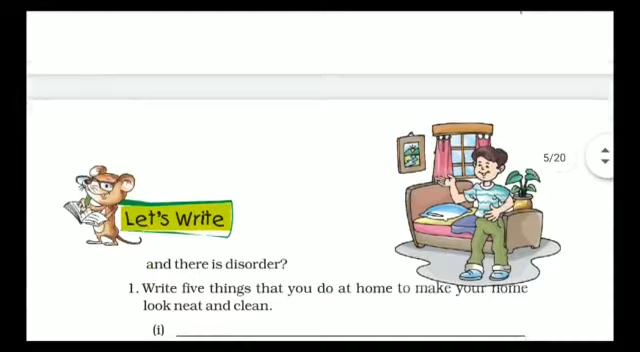 5/20
Let's Write
and there is disorder?
1. Write five things that you do at home to make your home
look neat and clean.
(i)